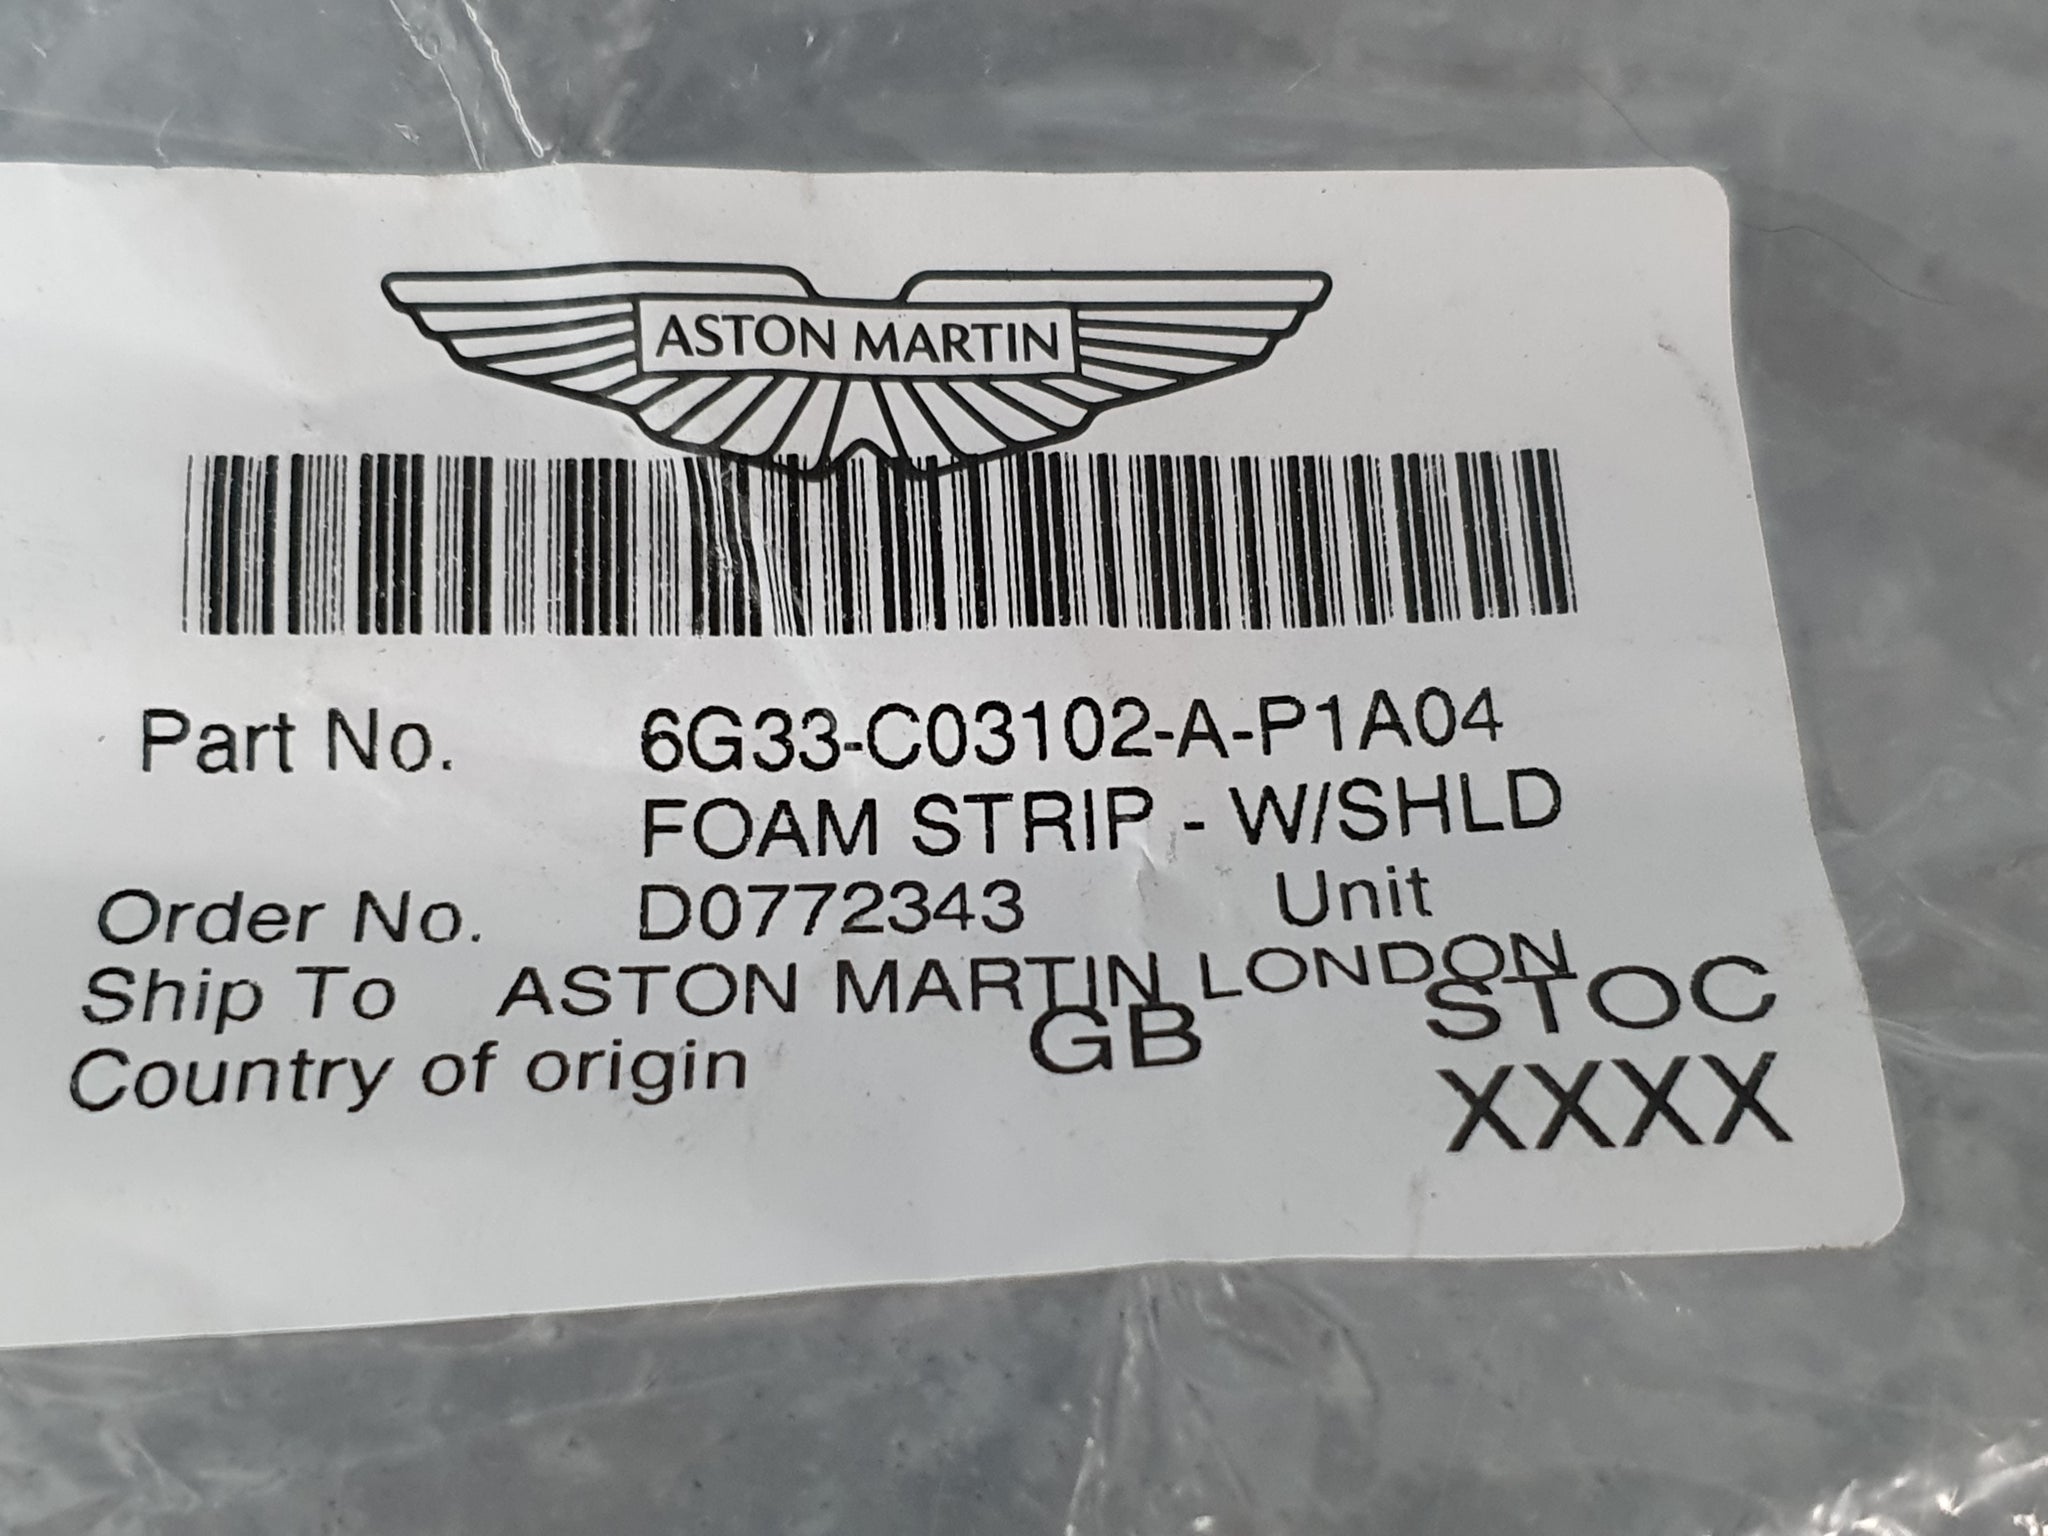 ASTON MARTIN
Part No. 6G33-C03102-A-P1A04
FOAM STRIP - W/SHLD
Order No. D0772343 Unit
Ship To ASTON MARTIN LONDON STOC
Country of origin GB XXXX